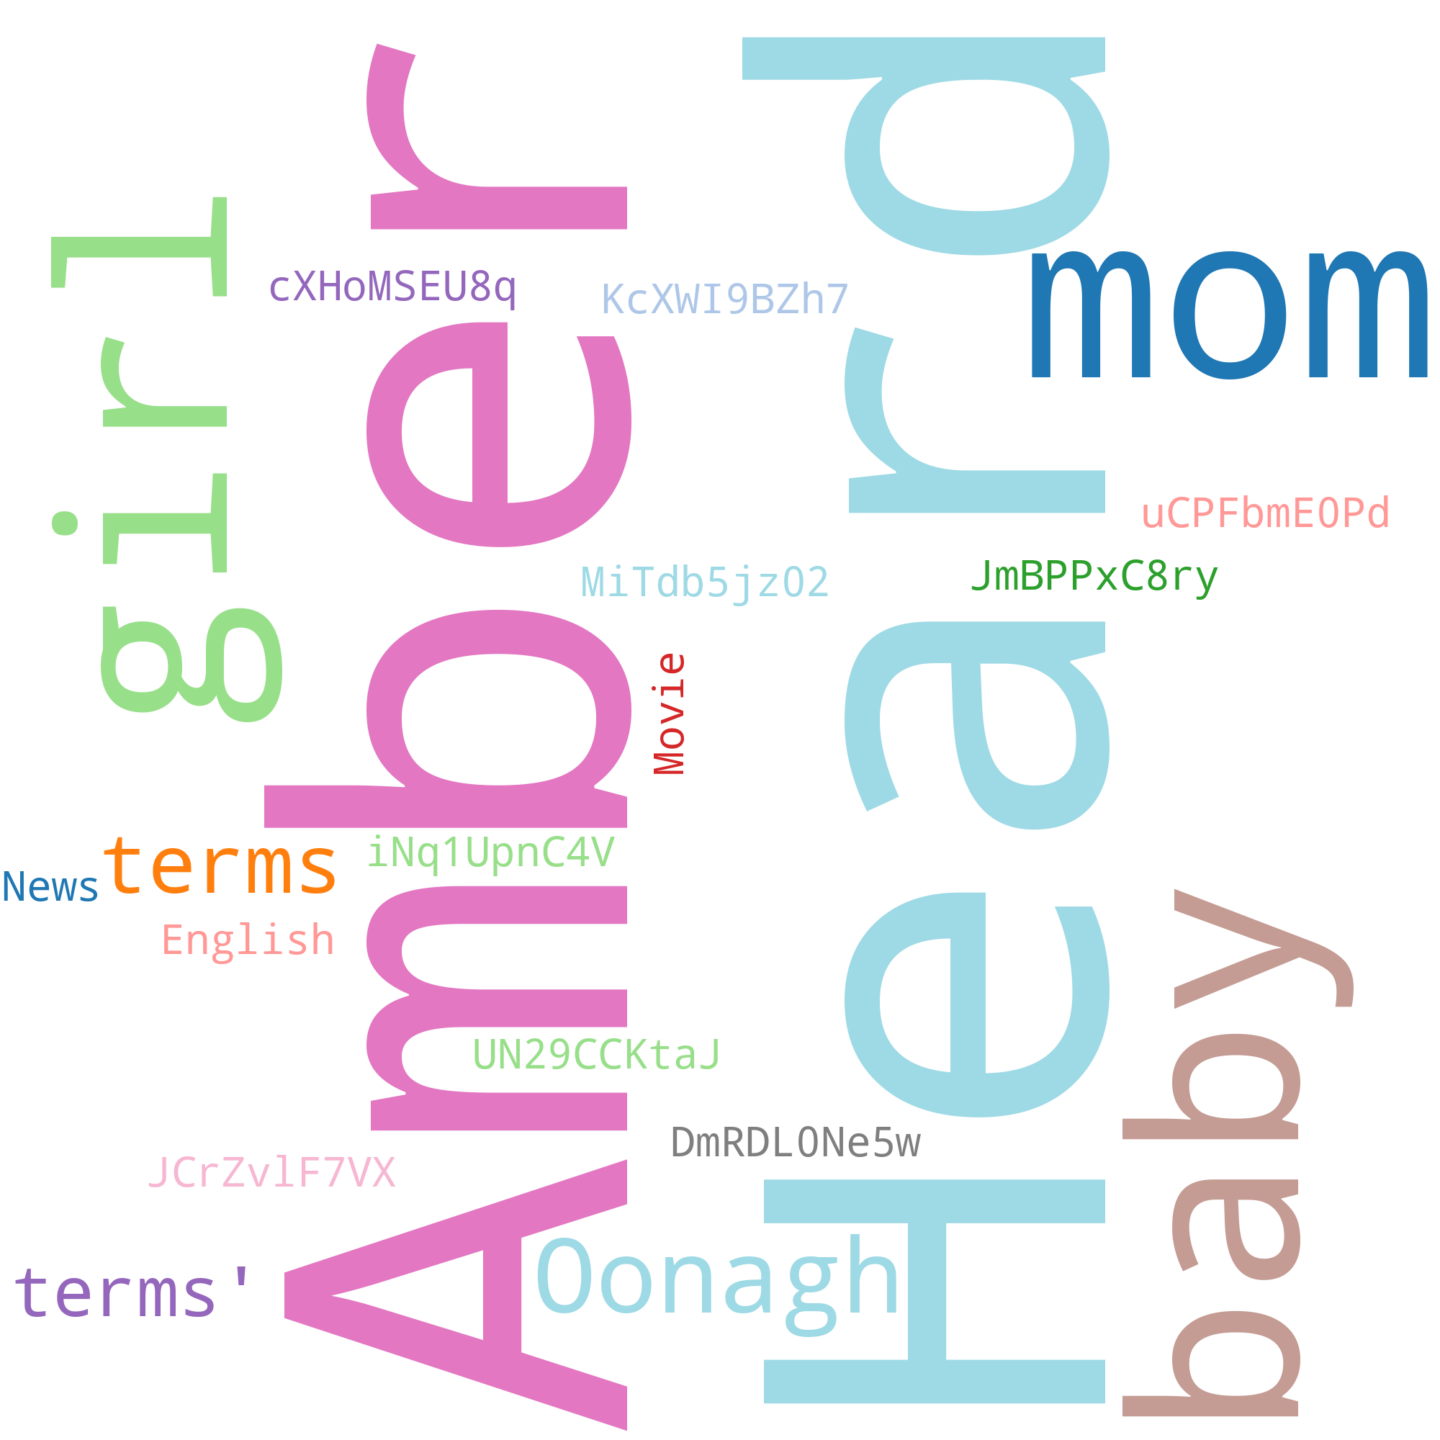 girl
Amber
Heard
mom
cXHoMSEU8q
KcXWI9BZh7
uCPFbmE0Pd
MiTdb5jzO2
JmBPPxC8ry
Movie
terms
iNq1UpnC4V
News
English
baby
UN29CCKtaJ
DmRDL0Ne5w
JCrZvlF7VX
Oonagh
terms'